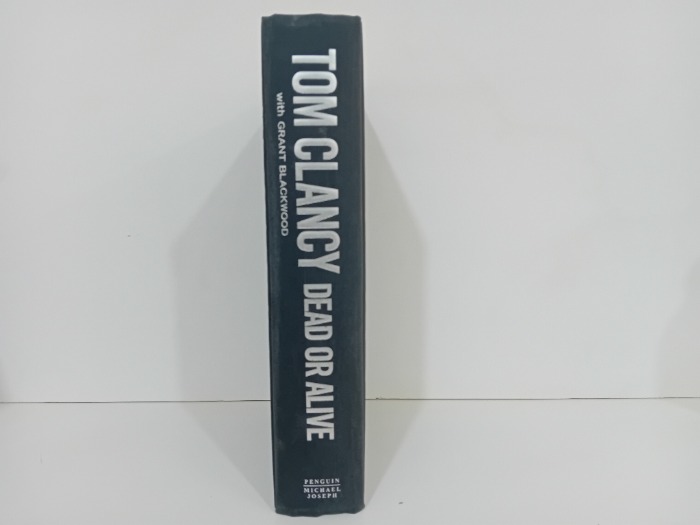 TOM CLANCY DEAD OR ALIVE
with GRANT BLACKWOOD
PENGUIN
MICHAEL
JOSEPH